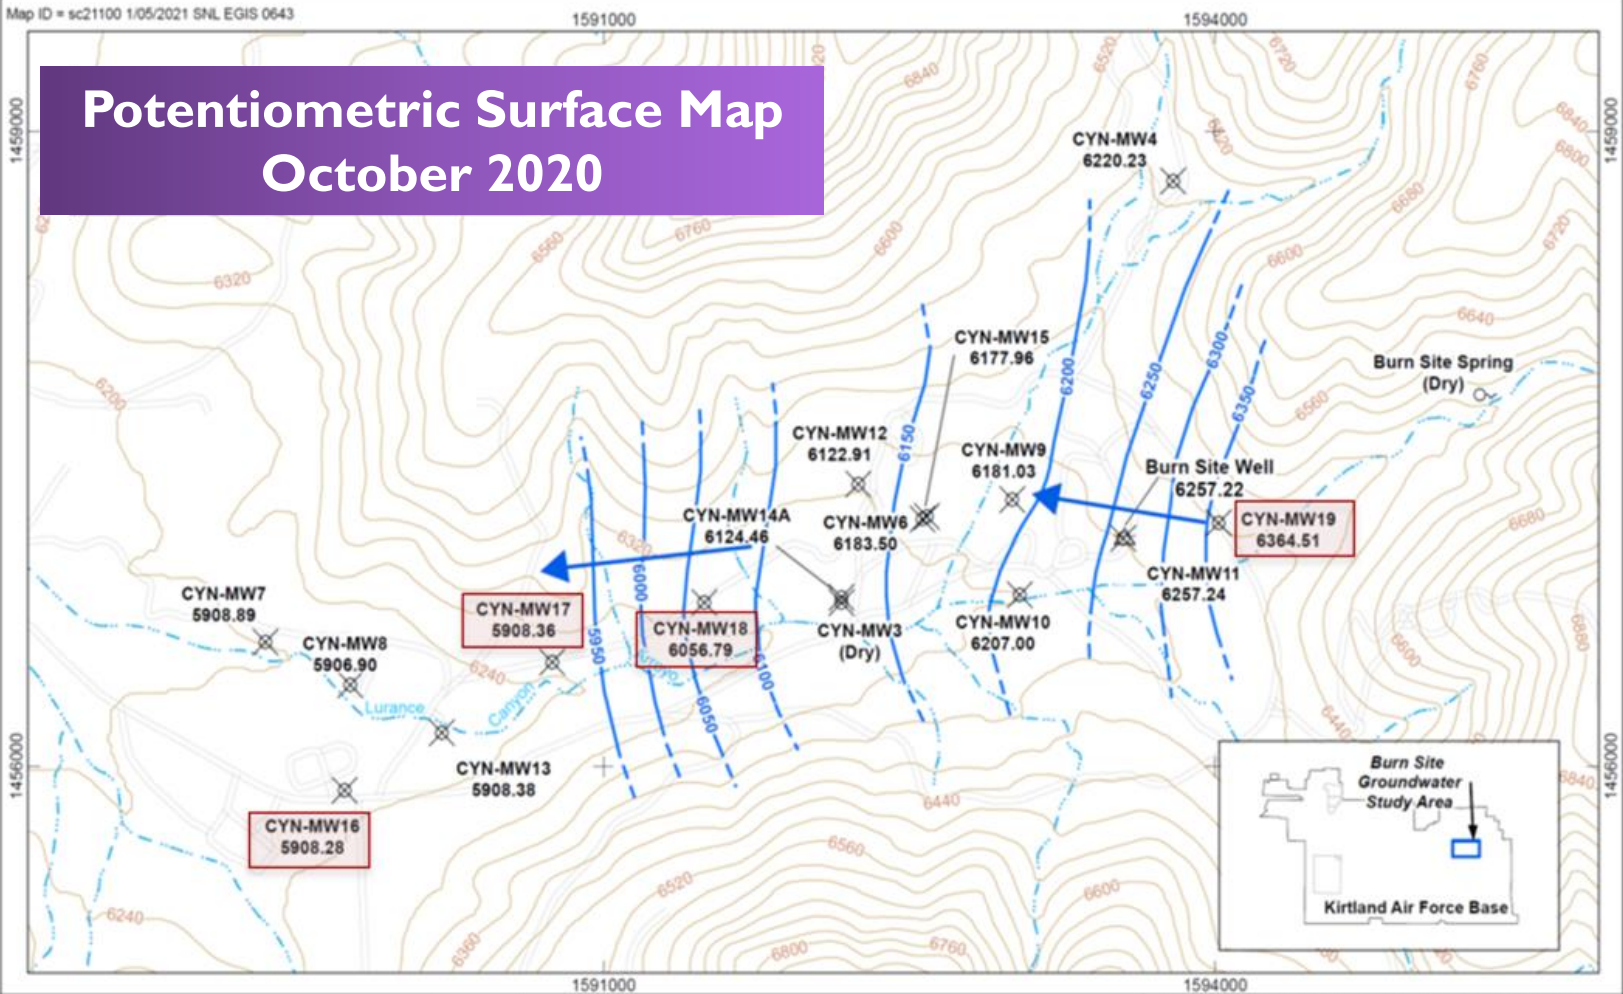 Map ID = sc21100 1/05/2021 SNL EGIS 0643
1591000
1594000
Potentiometric Surface Map
October 2020
1459000
1459000
6840
6520
6720
6760
6840
6800
CYN-MW4
6220.23
6680
6720
6560
6760
6600
6600
6320
6640
CYN-MW15
6177.96
6300
6200
6250
6350
Burn Site Spring
(Dry)
6200
6560
CYN-MW12
6122.91
6150
CYN-MW9
6181.03
Burn Site Well
6257.22
CYN-MW14A
6124.46
CYN-MW6
6183.50
CYN-MW19
6364.51
6680
6320
6000
CYN-MW11
6257.24
CYN-MW7
5908.89
CYN-MW17
5908.36
CYN-MW18
6056.79
CYN-MW3
(Dry)
CYN-MW10
6207.00
6880
6600
CYN-MW8
5906.90
5950
6240
Arroyo
6100
Lurance
Canyon
6050
6440
1456000
1456000
CYN-MW13
5908.38
CYN-MW16
5908.28
6440
6840
Burn Site
Groundwater
Study Area
Kirtland Air Force Base
6560
6520
6600
6240
6360
6800
6760
1591000
1594000